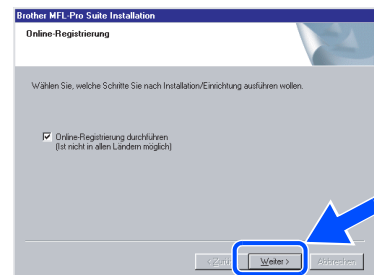 Brother MFL-Pro Suite Installation
Online-Registrierung
Wählen Sie, welche Schritte Sie nach Installation/Einrichtung ausführen wollen.
Online-Registrierung durchführen
(Ist nicht in allen Ländern möglich)
Weiter >
Abbrechen